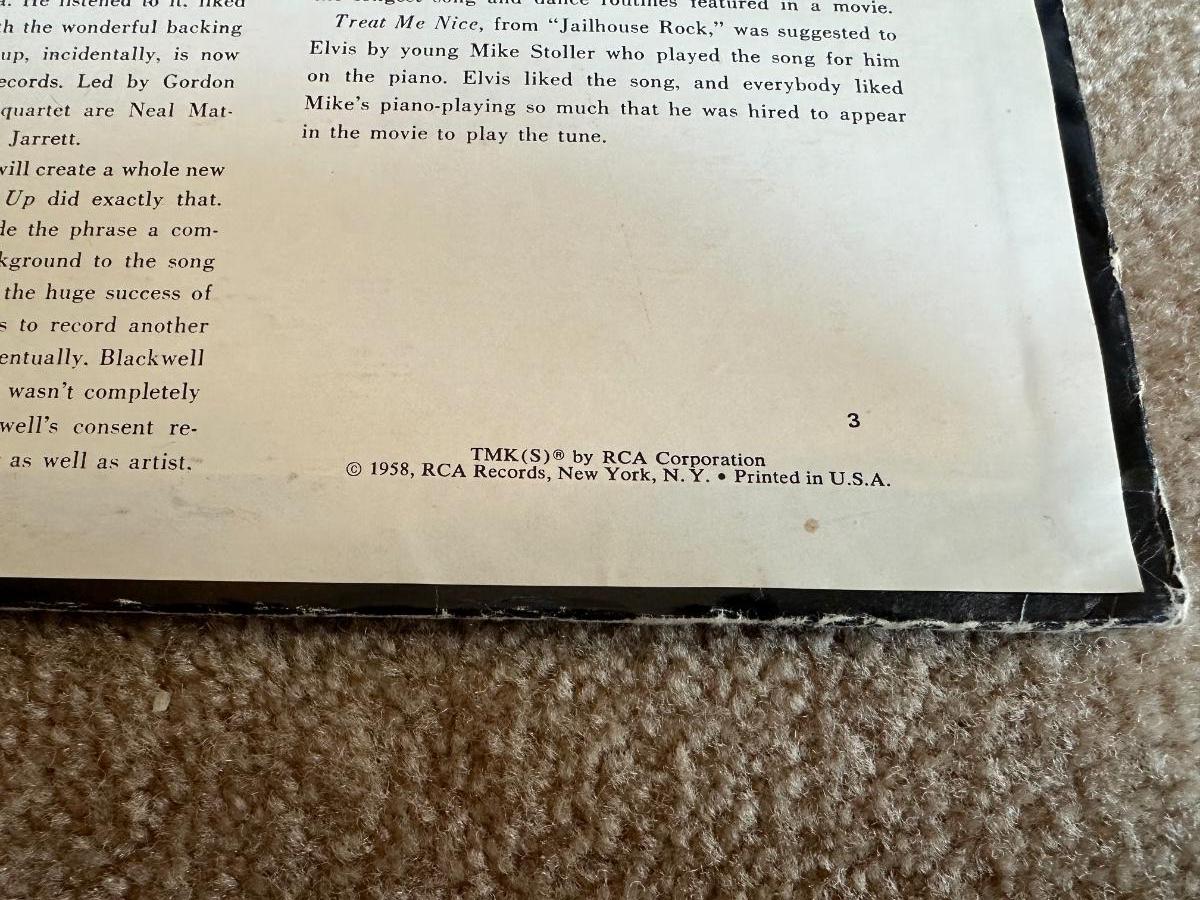 He listened to it. liked
the wonderful backing
up, incidentally, is now
ecords. Led by Gordon
quartet are Neal Mat-
Jarrett.
will create a whole new
Up did exactly that.
the phrase a com-
kground to the song
the huge success of
s to record another
entually. Blackwell
wasn't completely
well's consent re-
as well as artist.
song and dance routines featured in a movie.
Treat Me Nice, from “Jailhouse Rock,” was suggested to
Elvis by young Mike Stoller who played the song for him
on the piano. Elvis liked the song, and everybody liked
Mike's piano-playing so much that he was hired to appear
in the movie to play the tune.
3
TMK(S)® by RCA Corporation
© 1958, RCA Records, New York, N. Y. • Printed in U.S.A.